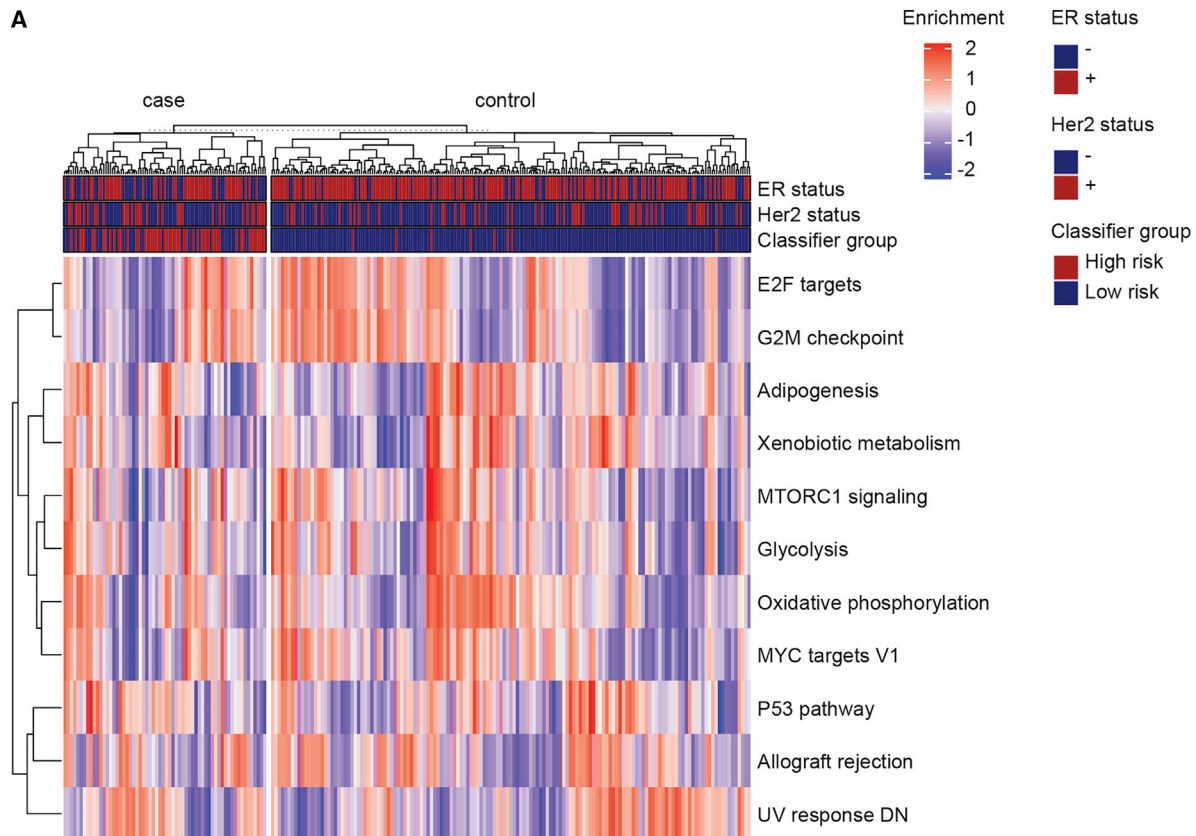 A
Enrichment
2
1
0
-1
-2
ER status
-
+
Her2 status
-
+
Classifier group
High risk
Low risk
case
control
ER status
Her2 status
Classifier group
E2F targets
G2M checkpoint
Adipogenesis
Xenobiotic metabolism
MTORC1 signaling
Glycolysis
Oxidative phosphorylation
MYC targets V1
P53 pathway
Allograft rejection
UV response DN